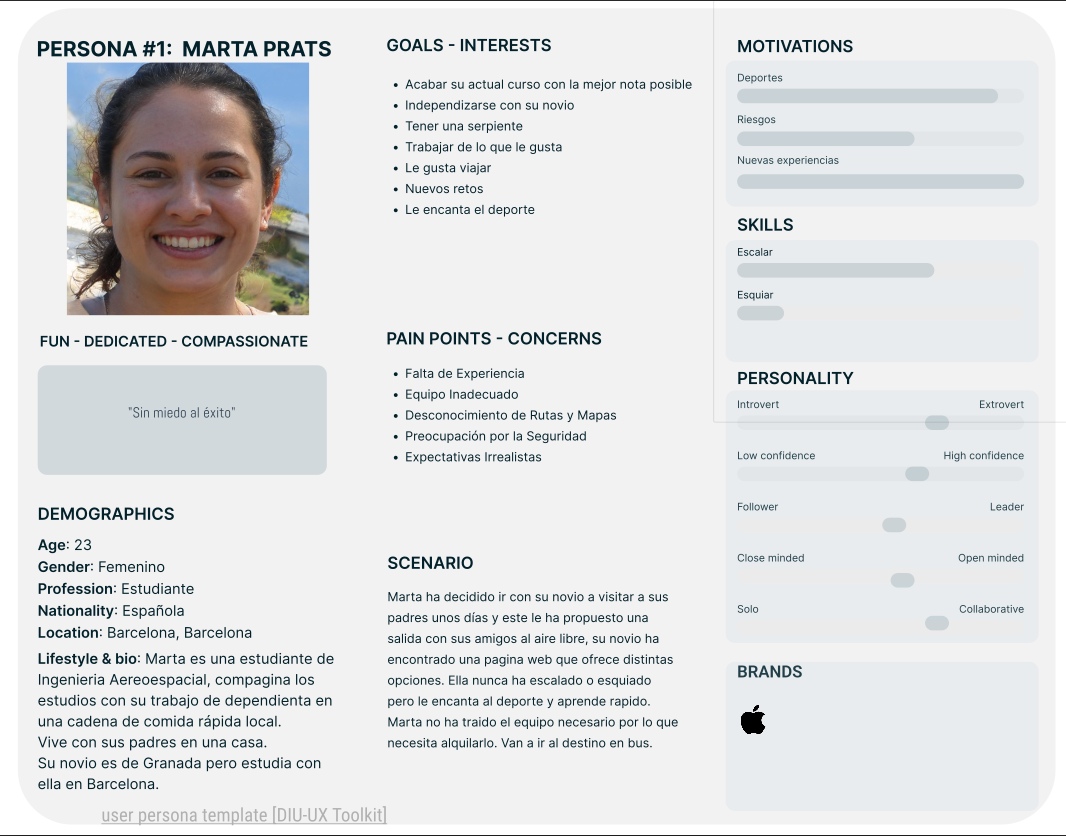 PERSONA #1: MARTA PRATS
FUN - DEDICATED - COMPASSIONATE
"Sin miedo al éxito"
DEMOGRAPHICS
Age: 23
Gender: Femenino
Profession: Estudiante
Nationality: Española
Location: Barcelona, Barcelona
Lifestyle & bio: Marta es una estudiante de
Ingenieria Aereoespacial, compagina los
estudios con su trabajo de dependienta en
una cadena de comida rápida local.
Vive con sus padres en una casa.
Su novio es de Granada pero estudia con
ella en Barcelona.
user persona template [DIU-UX Toolkit]
GOALS - INTERESTS
• Acabar su actual curso con la mejor nota posible
• Independizarse con su novio
• Tener una serpiente
• Trabajar de lo que le gusta
• Le gusta viajar
• Nuevos retos
• Le encanta el deporte
PAIN POINTS - CONCERNS
• Falta de Experiencia
• Equipo Inadecuado
• Desconocimiento de Rutas y Mapas
• Preocupación por la Seguridad
• Expectativas Irrealistas
SCENARIO
Marta ha decidido ir con su novio a visitar a sus
padres unos días y este le ha propuesto una
salida con sus amigos al aire libre, su novio ha
encontrado una pagina web que ofrece distintas
opciones. Ella nunca ha escalado o esquiado
pero le encanta al deporte y aprende rapido.
Marta no ha traido el equipo necesario por lo que
necesita alquilarlo. Van a ir al destino en bus.
MOTIVATIONS
Deportes
Riesgos
Nuevas experiencias
SKILLS
Escalar
Esquiar
PERSONALITY
Introvert Extrovert
Low confidence High confidence
Follower Leader
Close minded Open minded
Solo Collaborative
BRANDS